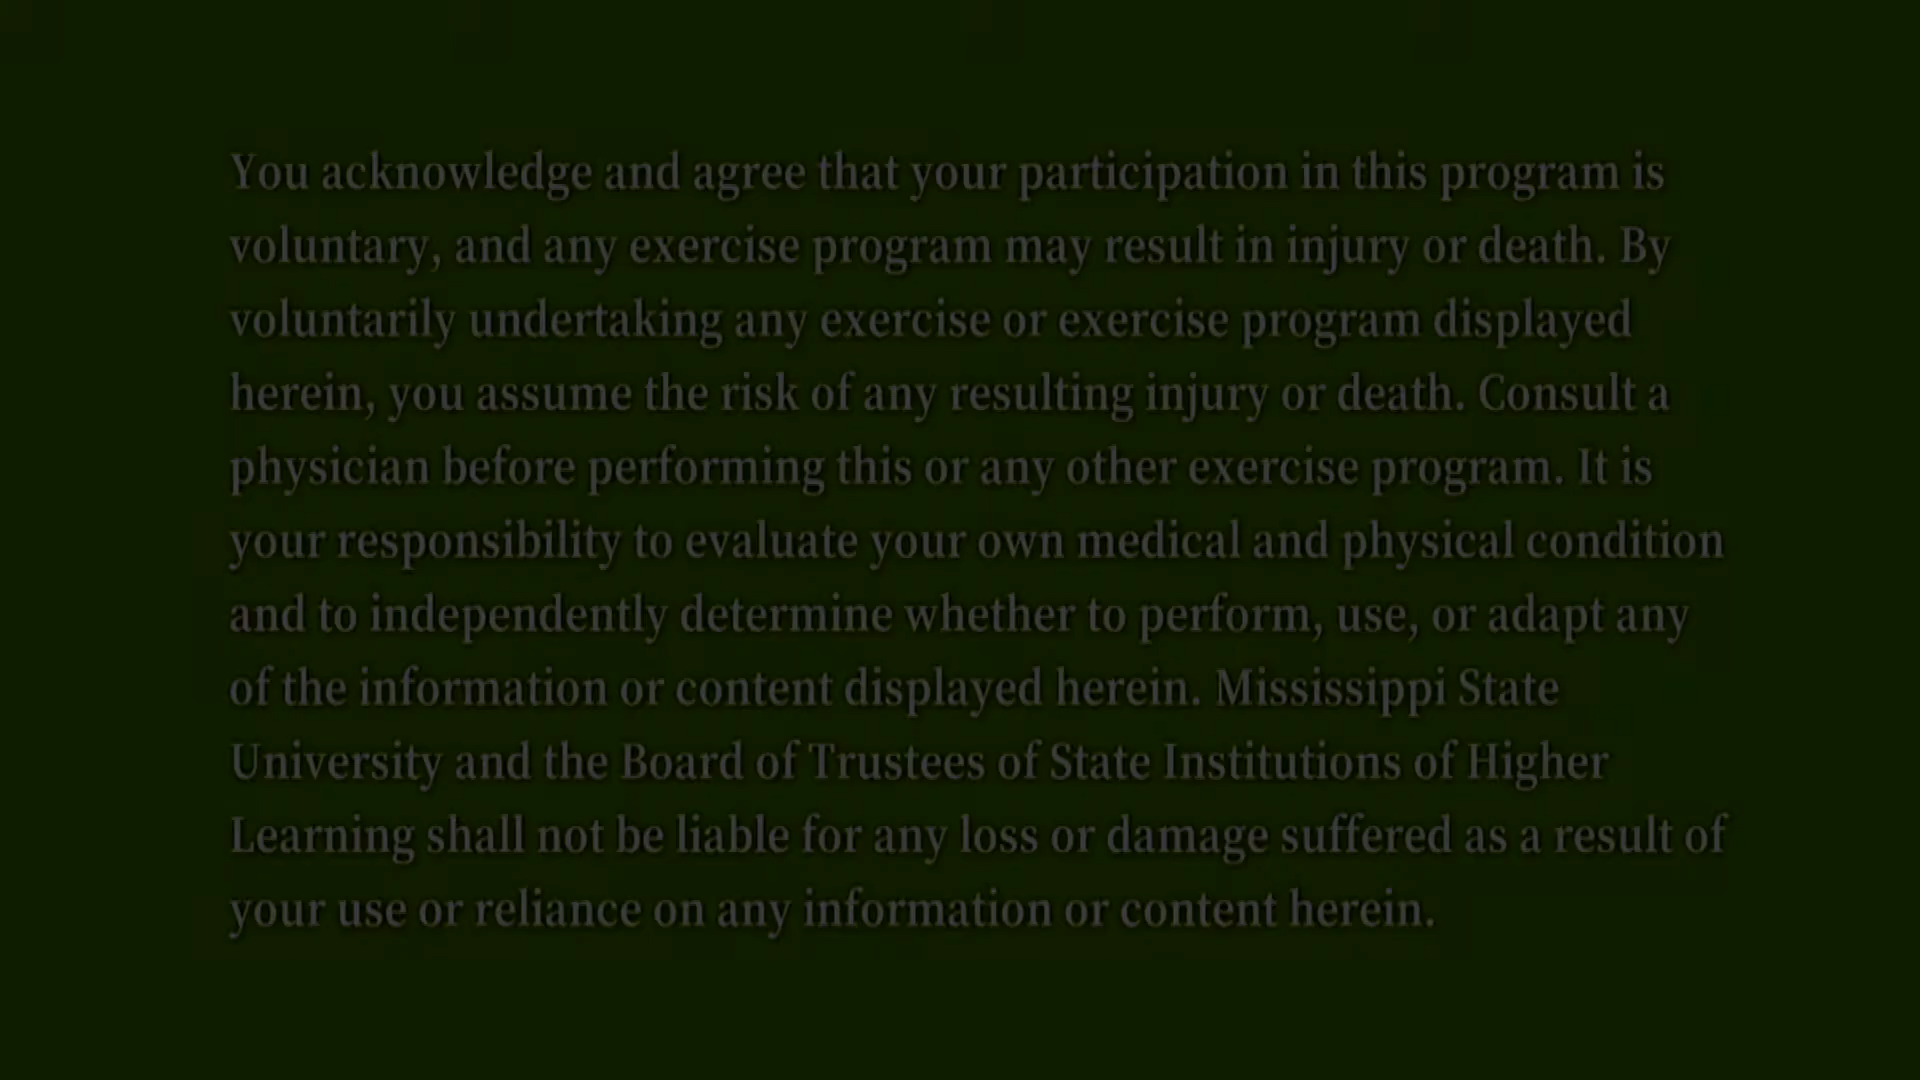 You acknowledge and agree that your participation in this program is
voluntary, and any exercise program may result in injury or death. By
voluntarily undertaking any exercise or exercise program displayed
herein, you assume the risk of any resulting injury or death. Consult a
physician before performing this or any other exercise program. It is
your responsibility to evaluate your own medical and physical condition
and to independently determine whether to perform, use, or adapt any
of the information or content displayed herein. Mississippi State
University and the Board of Trustees of State Institutions of Higher
Learning shall not be liable for any loss or damage suffered as a result of
your use or reliance on any information or content herein.